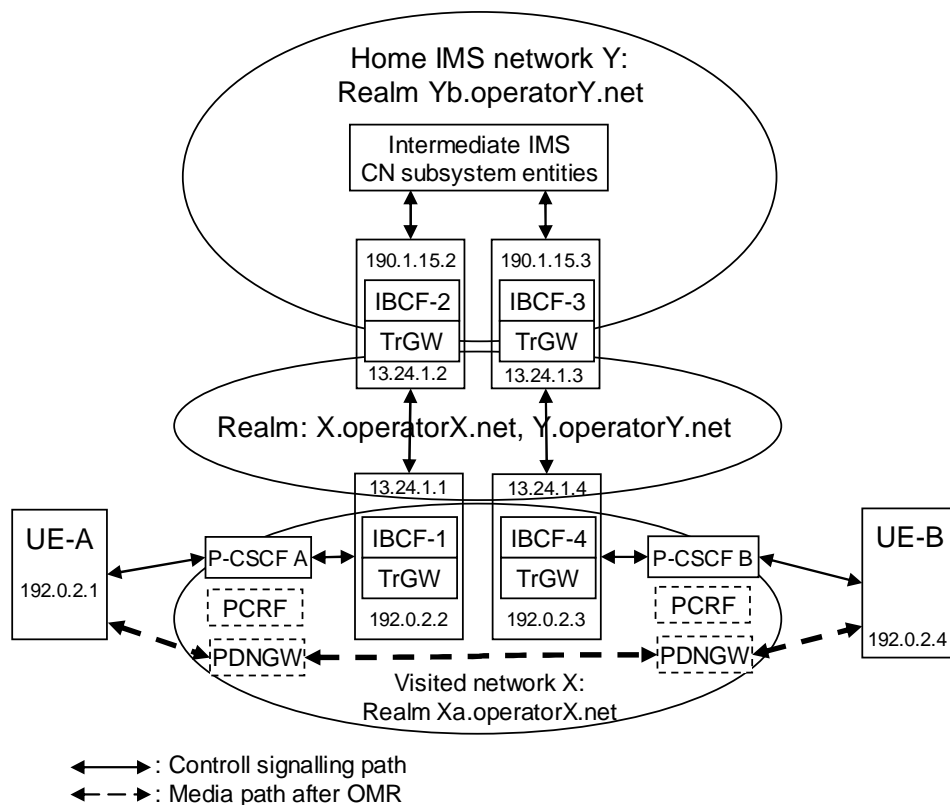 Home IMS network Y:
Realm Yb.operatorY.net
Intermediate IMS
CN subsystem entities
190.1.15.2
190.1.15.3
IBCF-2
IBCF-3
TrGW
TrGW
13.24.1.2
13.24.1.3
Realm: X.operatorX.net, Y.operatorY.net
13.24.1.1
13.24.1.4
UE-A
192.0.2.1
P-CSCF A
IBCF-1
IBCF-4
P-CSCF B
UE-B
192.0.2.4
PCRF
TrGW
TrGW
PCRF
192.0.2.2
192.0.2.3
PDNGW
PDNGW
Visited network X:
Realm Xa.operatorX.net
: Controll signalling path
: Media path after OMR